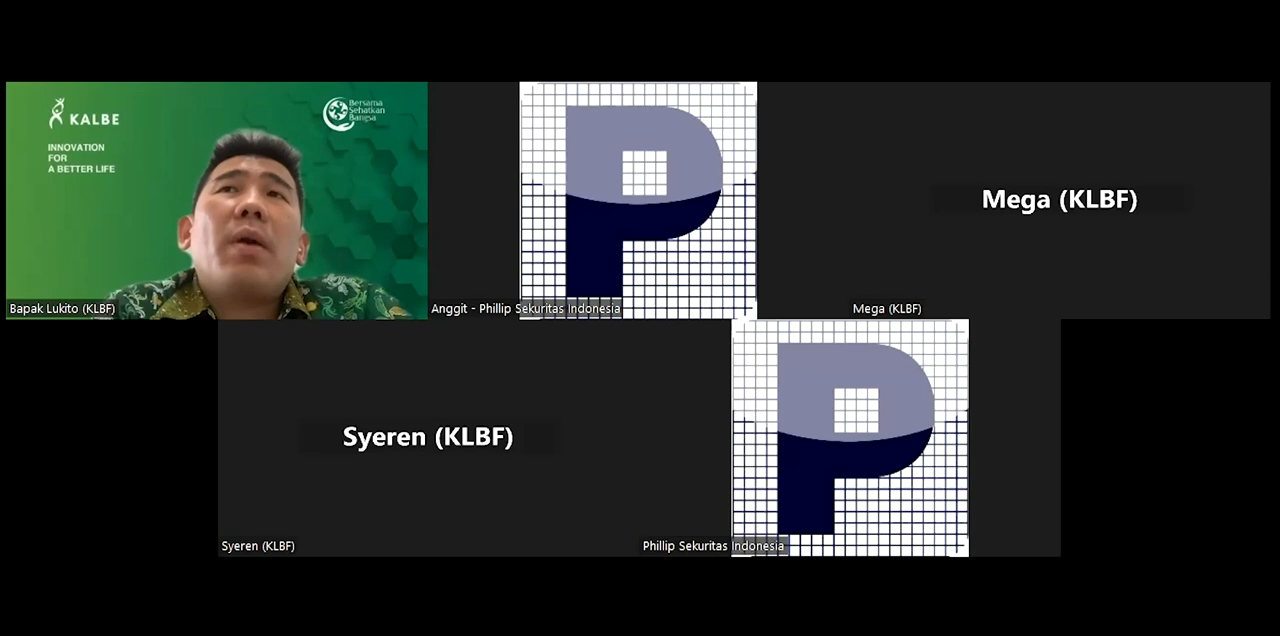 KALBE
INNOVATION
FOR
A BETTER LIFE
Bersama
Sehatkan
Bangsa
Bapak Lukito (KLBF)
Anggit - Phillip Sekuritas Indonesia
Mega (KLBF)
Mega (KLBF)
Syeren (KLBF)
Syeren (KLBF)
P
P
Phillip Sekuritas Indonesia